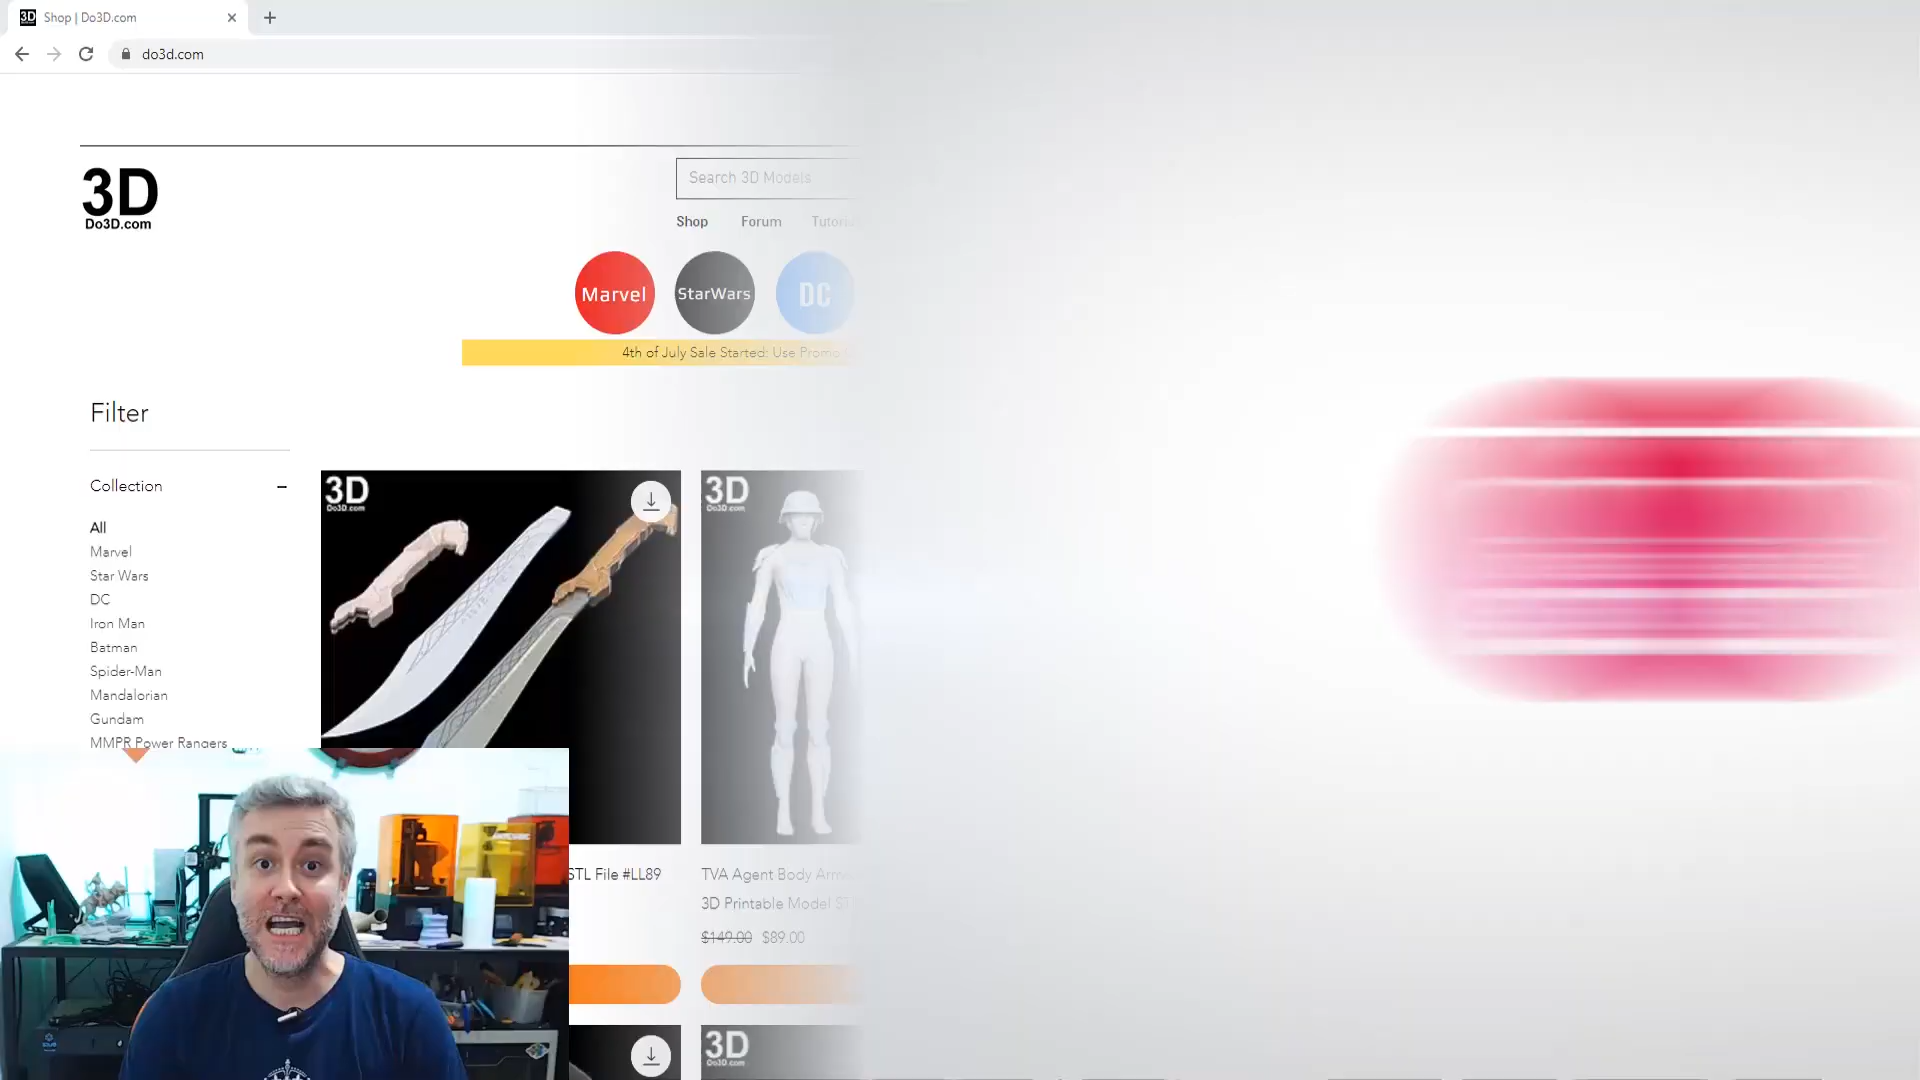 3D Shop | Do3D.com
do3d.com
3D
Do3D.com
Search 3D Models
Shop Forum
Marvel StarWars DC
4th of July Sale Started: Use Promo
Filter
Collection
All
Marvel
Star Wars
DC
Iron Man
Batman
Spider-Man
Mandalorian
Gundam
MMPR Power Rangers
3D
Do3D.com
3D
Do3D.com
STL File #LL89
TVA Agent Body
3D Printable Model
$149.00 $89.00
3D
Do3D.com